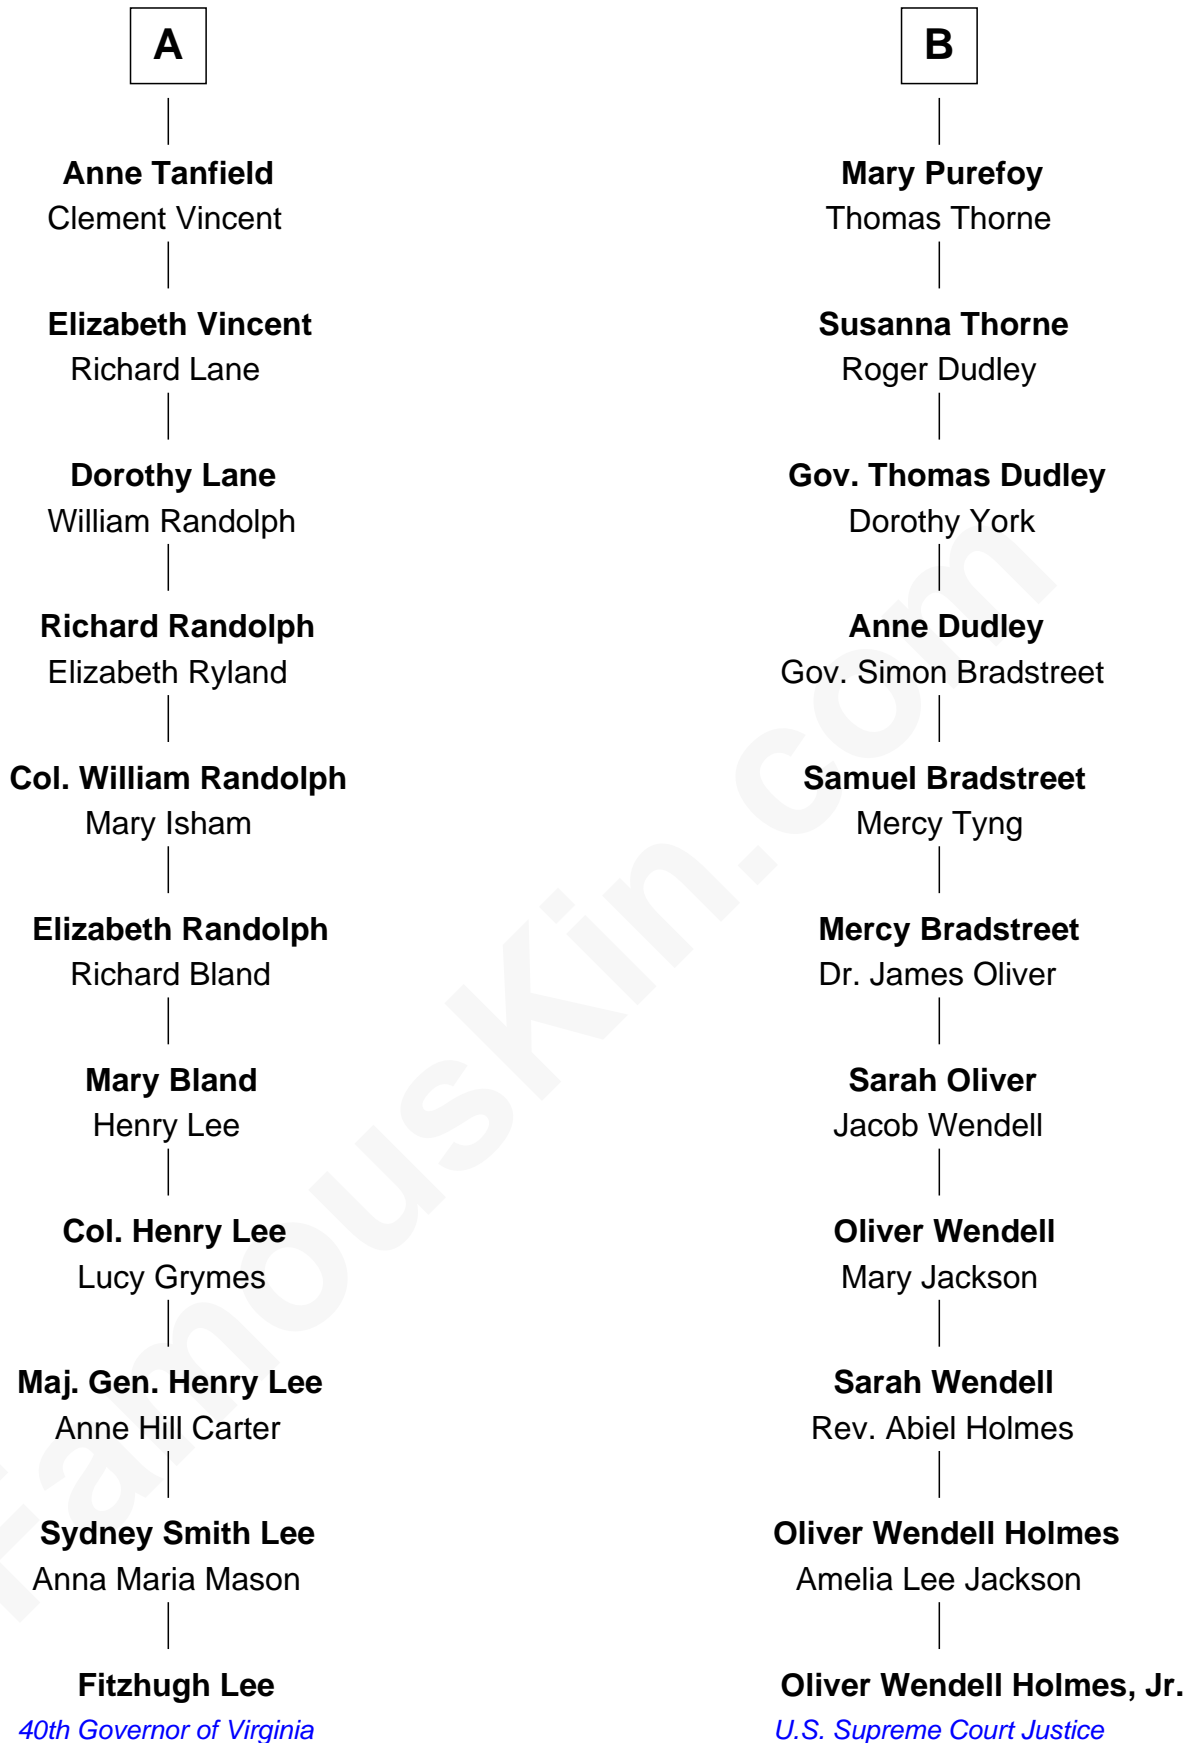 A
Anne Tanfield
Clement Vincent
Elizabeth Vincent
Richard Lane
Dorothy Lane
William Randolph
Richard Randolph
Elizabeth Ryland
Col. William Randolph
Mary Isham
Elizabeth Randolph
Richard Bland
Mary Bland
Henry Lee
Col. Henry Lee
Lucy Grymes
Maj. Gen. Henry Lee
Anne Hill Carter
Sydney Smith Lee
Anna Maria Mason
Fitzhugh Lee
40th Governor of Virginia
B
Mary Purefoy
Thomas Thorne
Susanna Thorne
Roger Dudley
Gov. Thomas Dudley
Dorothy York
Anne Dudley
Gov. Simon Bradstreet
Samuel Bradstreet
Mercy Tyng
Mercy Bradstreet
Dr. James Oliver
Sarah Oliver
Jacob Wendell
Oliver Wendell
Mary Jackson
Sarah Wendell
Rev. Abiel Holmes
Oliver Wendell Holmes
Amelia Lee Jackson
Oliver Wendell Holmes, Jr.
U.S. Supreme Court Justice
FamousKin.com